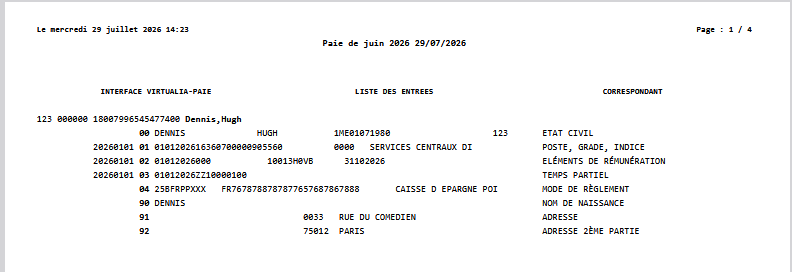 Le mercredi 29 juillet 2026 14:23 Page : 1 / 4
Paie de juin 2026 29/07/2026
INTERFACE VIRTUALIA-PAIE LISTE DES ENTREES CORRESPONDANT
123 000000 18007996545477400 Dennis,Hugh
00 DENNIS HUGH 1ME01071980 123 ETAT CIVIL
20260101 01 0101202616360700000905560 0000 SERVICES CENTRAUX DI POSTE, GRADE, INDICE
20260101 02 01012026000 10013H0VB 31102026 ELÉMENTS DE RÉMUNÉRATION
20260101 03 01012026ZZ10000100 TEMPS PARTIEL
04 25BFRPPXXX FR7678788787877657687867888 CAISSE D EPARGNE POI MODE DE RÈGLEMENT
90 DENNIS NOM DE NAISSANCE
91 0033 RUE DU COMEDIEN ADRESSE
92 75012 PARIS ADRESSE 2ÈME PARTIE